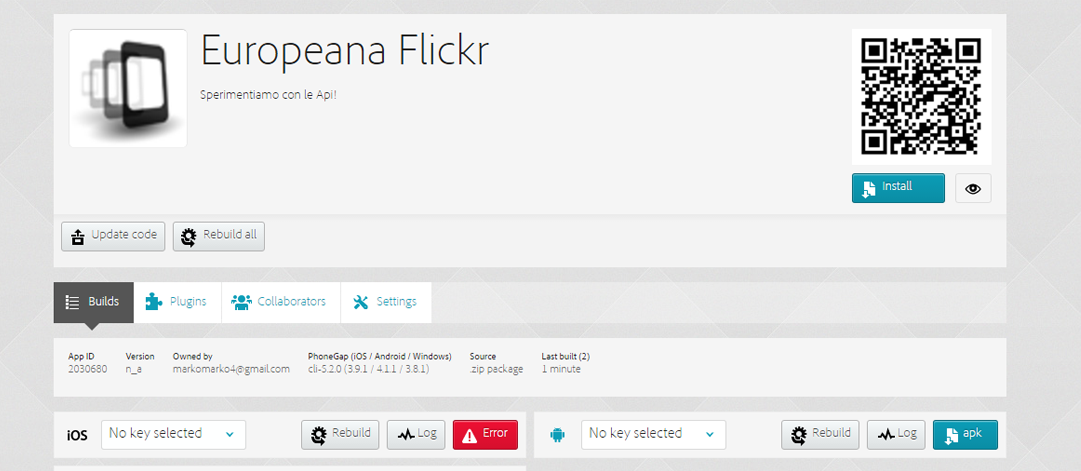 Europeana Flickr
Sperimentiamo con le Api!
Install
Update code
Rebuild all
Builds
Plugins
Collaborators
Settings
App ID
Version
Owned by
PhoneGap (iOS / Android / Windows)
Source
Last built (2)
2030680
n_a
markomarko4@gmail.com
cli-5.2.0 (3.9.1 / 4.1.1 / 3.8.1)
.zip package
1 minute
iOS
No key selected
Rebuild
Log
Error
No key selected
Rebuild
Log
apk